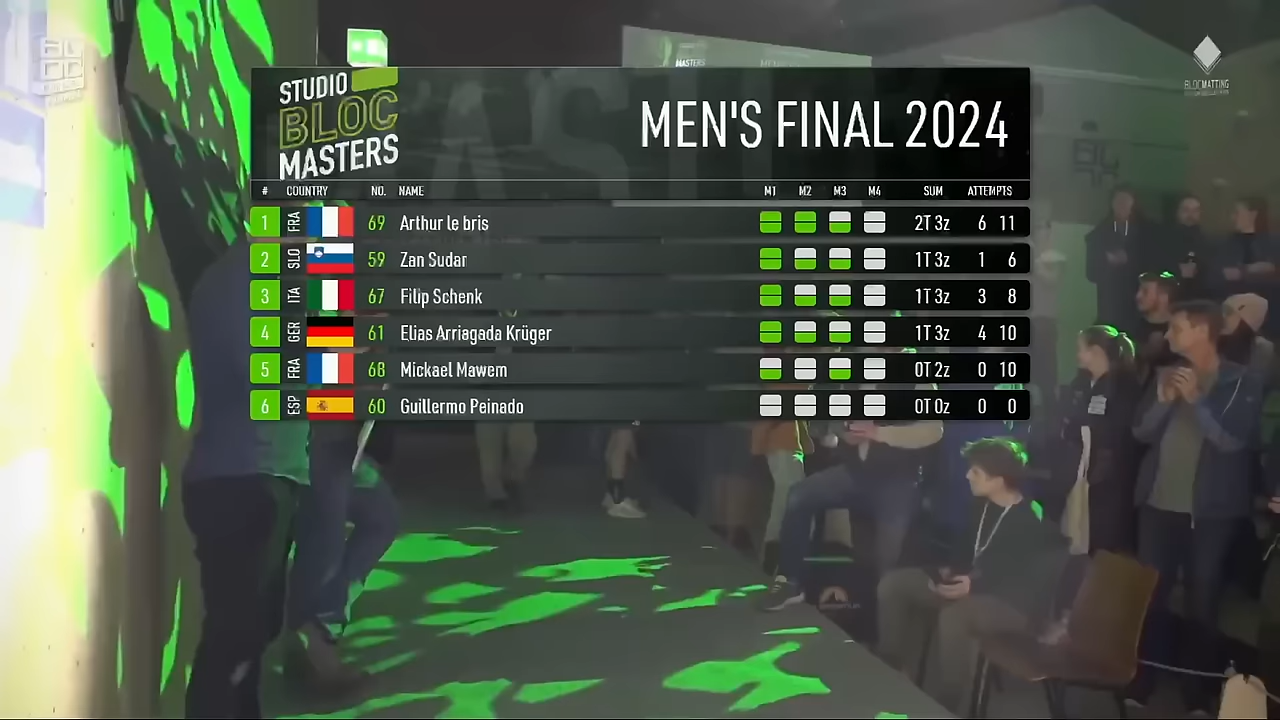 STUDIO
BLOC
MASTERS
MEN'S FINAL 2024
# COUNTRY NO. NAME M1 M2 M3 M4 SUM ATTEMPTS
1 FRA 69 Arthur le bris 2T 3z 6 11
2 SLO 59 Zan Sudar 1T 3z 1 6
3 ITA 67 Filip Schenk 1T 3z 3 8
4 GER 61 Elias Arriagada Krüger 1T 3z 4 10
5 FRA 68 Mickael Mawem 0T 2z 0 10
6 ESP 60 Guillermo Peinado 0T 0z 0 0
BLOCMATTING
MASTERS